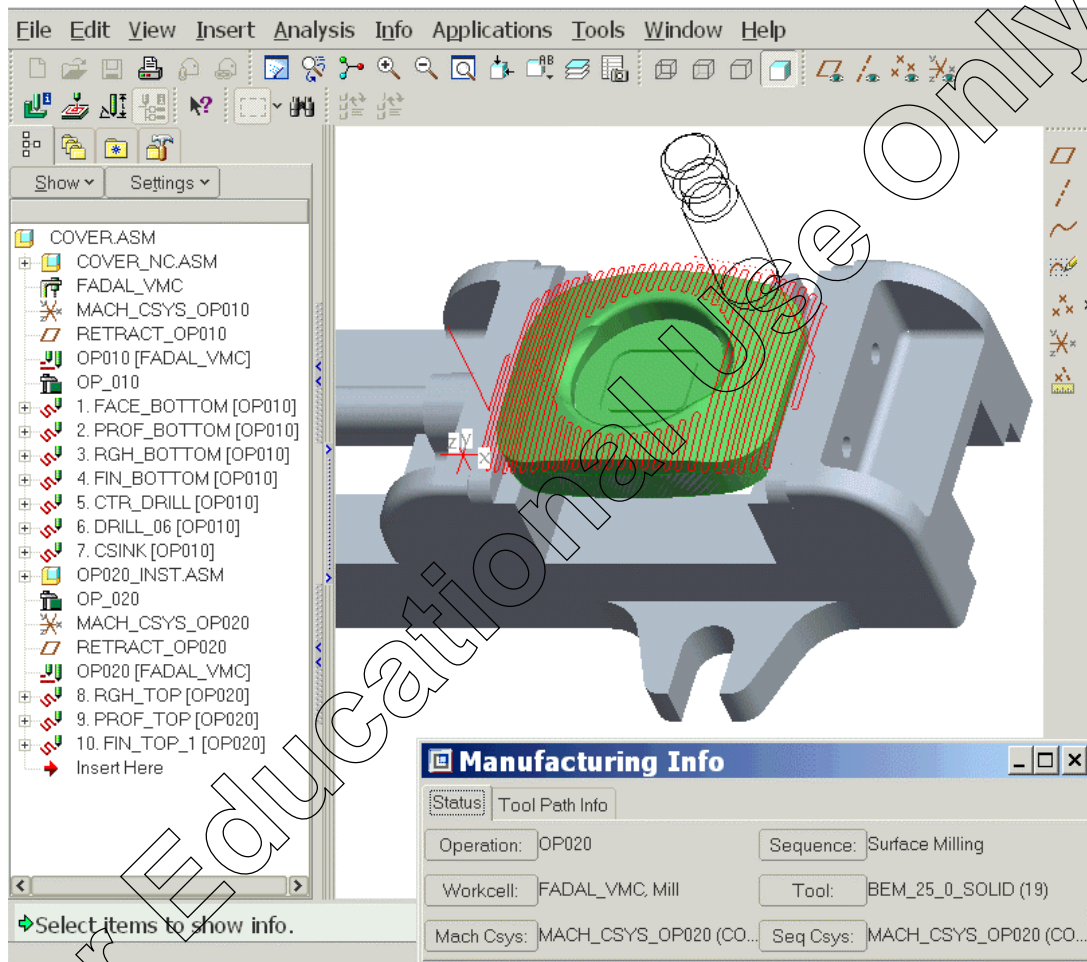 File Edit View Insert Analysis Info Applications Tools Window Help
Show Settings
COVER.ASM
COVER_NC.ASM
FADAL_VMC
MACH_CSYS_OP010
RETRACT_OP010
OP010 [FADAL_VMC]
OP_010
1. FACE_BOTTOM [OP010]
2. PROF_BOTTOM [OP010]
3. RGH_BOTTOM [OP010]
4. FIN_BOTTOM [OP010]
5. CTR_DRILL [OP010]
6. DRILL_06 [OP010]
7. CSINK [OP010]
OP020_INST.ASM
OP_020
MACH_CSYS_OP020
RETRACT_OP020
OP020 [FADAL_VMC]
8. RGH_TOP [OP020]
9. PROF_TOP [OP020]
10. FIN_TOP_1 [OP020]
Insert Here
Select items to show info.
z y
x
Manufacturing Info
Status Tool Path Info
Operation: OP020 Sequence: Surface Milling
Workcell: FADAL_VMC, Mill Tool: BEM_25_0_SOLID (19)
Mach Csys: MACH_CSYS_OP020 (CO... Seq Csys: MACH_CSYS_OP020 (CO...
r Educational Use Only